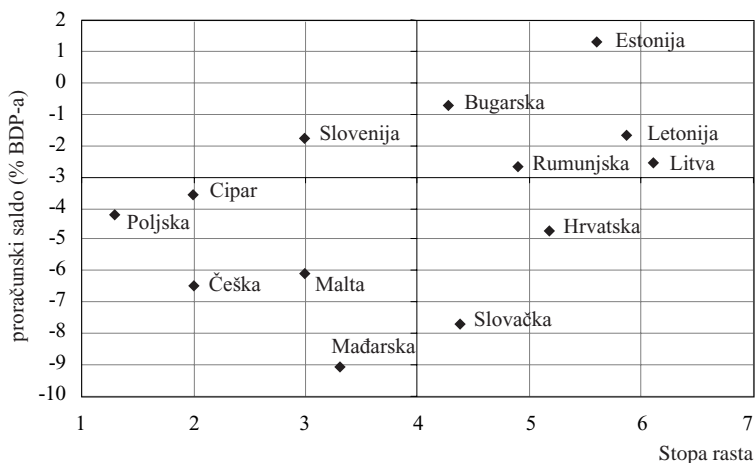 2
1
0
-1
-2
-3
-4
-5
-6
-7
-8
-9
-10
proračunski saldo (% BDP-a)
Estonija
Bugarska
Slovenija
Letonija
Rumunjska
Litva
Cipar
Poljska
Hrvatska
Češka
Malta
Slovačka
Mađarska
1 2 3 4 5 6 7
Stopa rasta